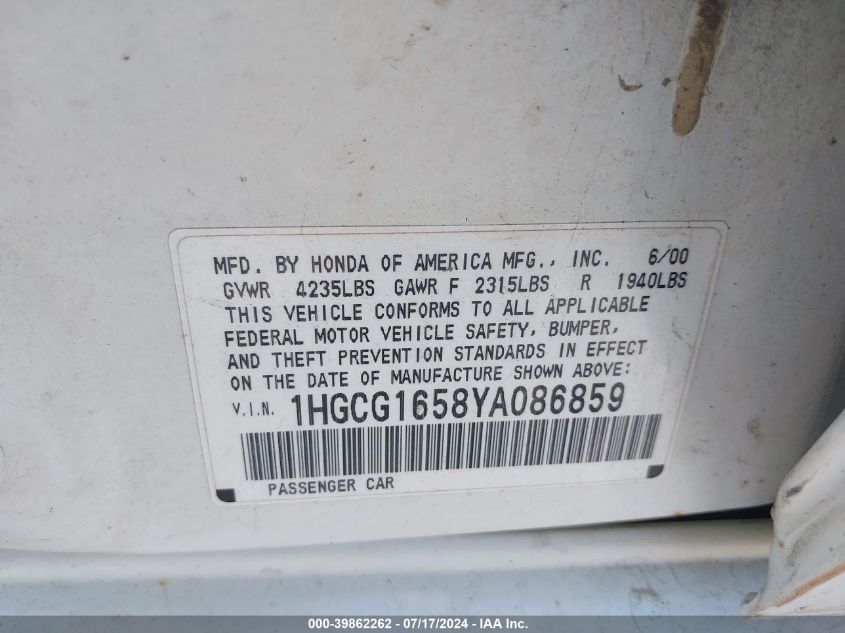 MFD. BY HONDA OF AMERICA MFG., INC. 6/00
GVWR 4235LBS GAWR F 2315LBS R 1940LBS
THIS VEHICLE CONFORMS TO ALL APPLICABLE
FEDERAL MOTOR VEHICLE SAFETY, BUMPER,
AND THEFT PREVENTION STANDARDS IN EFFECT
ON THE DATE OF MANUFACTURE SHOWN ABOVE:
V.I.N. 1HGCG1658YA086859
PASSENGER CAR
000-39862262 - 07/17/2024 - IAA Inc.